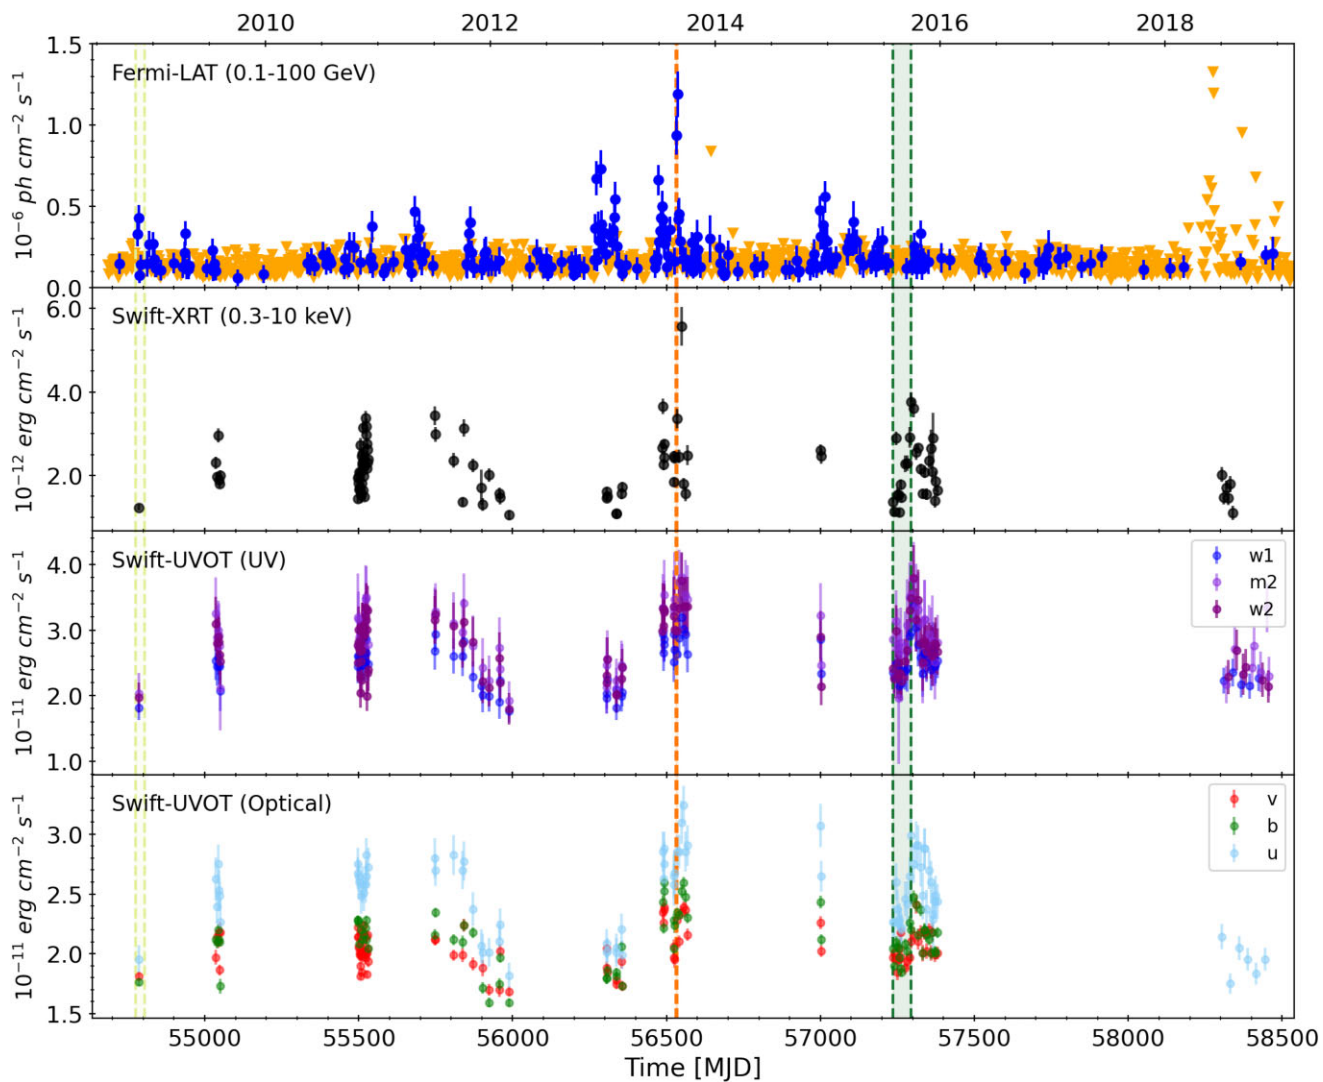 2010 2012 2014 2016 2018
Fermi-LAT (0.1-100 GeV)
10⁻⁶ ph cm⁻² s⁻¹
1.5
1.0
0.5
0.0
Swift-XRT (0.3-10 keV)
10⁻¹² erg cm⁻² s⁻¹
6.0
4.0
2.0
Swift-UVOT (UV)
10⁻¹¹ erg cm⁻² s⁻¹
4.0
3.0
2.0
1.0
w1
m2
w2
Swift-UVOT (Optical)
10⁻¹¹ erg cm⁻² s⁻¹
3.0
2.5
2.0
1.5
v
b
u
55000 55500 56000 56500 57000 57500 58000 58500
Time [MJD]